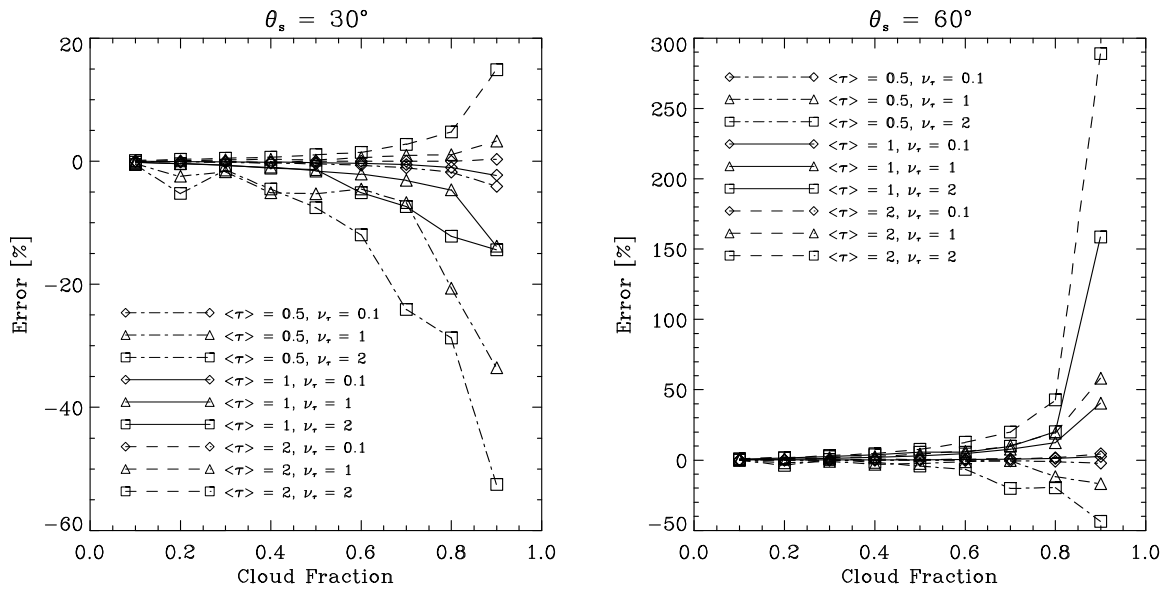 θs = 30°
20
0
−20
−40
−60
Error [%]
<τ> = 0.5, ντ = 0.1
<τ> = 0.5, ντ = 1
<τ> = 0.5, ντ = 2
<τ> = 1, ντ = 0.1
<τ> = 1, ντ = 1
<τ> = 1, ντ = 2
<τ> = 2, ντ = 0.1
<τ> = 2, ντ = 1
<τ> = 2, ντ = 2
0.0 0.2 0.4 0.6 0.8 1.0
Cloud Fraction
θs = 60°
300
250
200
150
100
50
0
−50
Error [%]
<τ> = 0.5, ντ = 0.1
<τ> = 0.5, ντ = 1
<τ> = 0.5, ντ = 2
<τ> = 1, ντ = 0.1
<τ> = 1, ντ = 1
<τ> = 1, ντ = 2
<τ> = 2, ντ = 0.1
<τ> = 2, ντ = 1
<τ> = 2, ντ = 2
0.0 0.2 0.4 0.6 0.8 1.0
Cloud Fraction